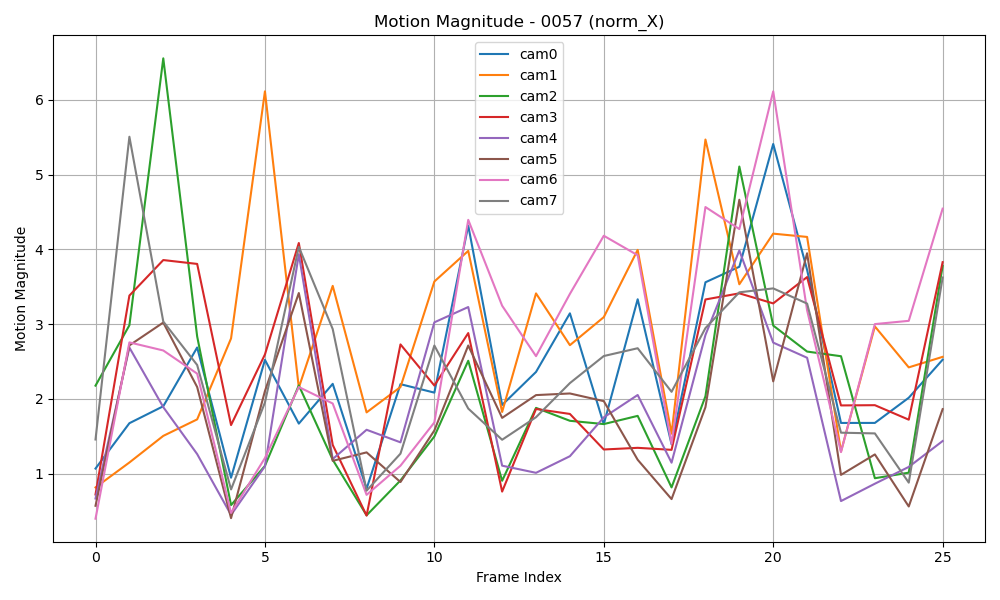 Motion Magnitude - 0057 (norm_X)
cam0
cam1
cam2
cam3
cam4
cam5
cam6
cam7
Motion Magnitude
6
5
4
3
2
1
0
5
10
15
20
25
Frame Index